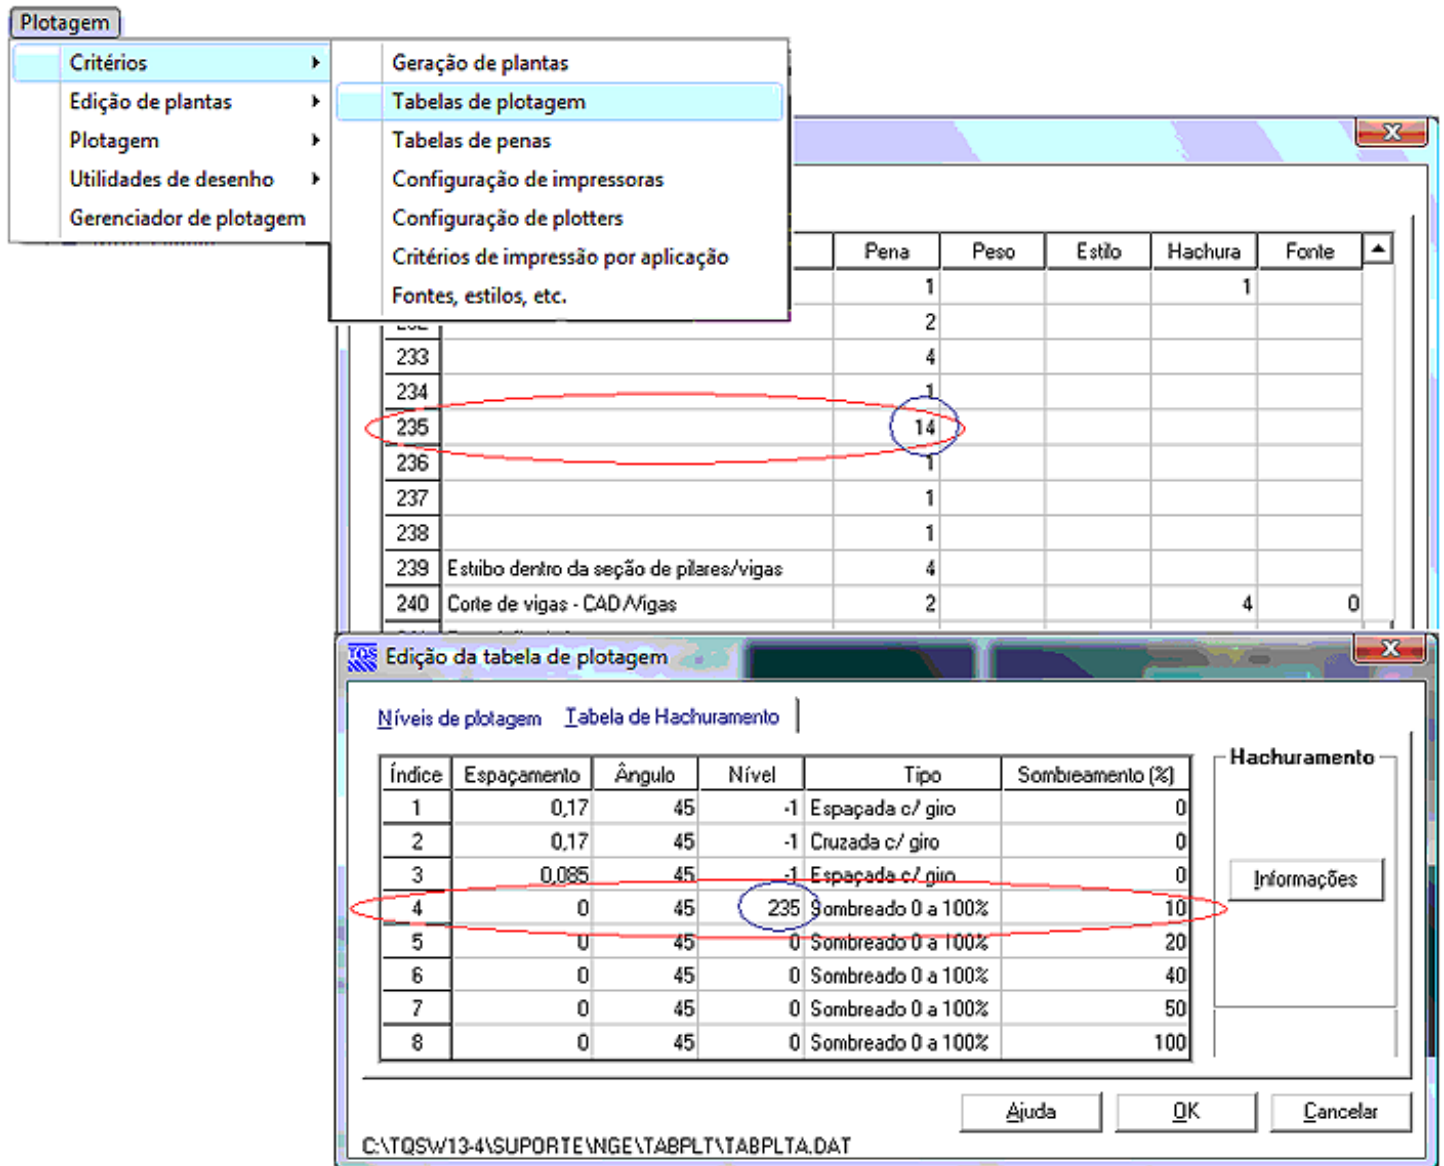 Plotagem
Critérios
Edição de plantas
Plotagem
Utilidades de desenho
Gerenciador de plotagem
Geração de plantas
Tabelas de plotagem
Tabelas de penas
Configuração de impressoras
Configuração de plotters
Critérios de impressão por aplicação
Fontes, estilos, etc.
Pena Peso Estilo Hachura Fonte
1 1
2
233 4
234 1
235 14
236 1
237 1
238 1
239 Estribo dentro da seção de pilares/vigas 4
240 Corte de vigas - CAD/Vigas 2 4 0
TQS Edição da tabela de plotagem
Níveis de plotagem Tabela de Hachuramento
Índice Espaçamento Ângulo Nível Tipo Sombreamento (%)
1 0,17 45 -1 Espaçada c/ giro 0
2 0,17 45 -1 Cruzada c/ giro 0
3 0,085 45 -1 Espaçada c/ giro 0
4 0 45 235 Sombreado 0 a 100% 10
5 0 45 0 Sombreado 0 a 100% 20
6 0 45 0 Sombreado 0 a 100% 40
7 0 45 0 Sombreado 0 a 100% 50
8 0 45 0 Sombreado 0 a 100% 100
Hachuramento
Informações
Ajuda OK Cancelar
C:\TQSW13-4\SUPORTE\NGE\TABPLT\TABPLTA.DAT